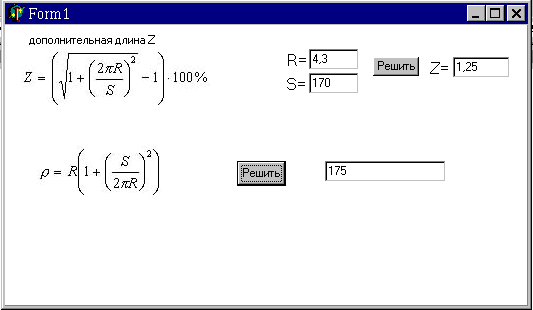 Form1
дополнительная длина Z
Z = (√(1 + (2πR/S)²) − 1) · 100%
R= 4,3
S= 170
Решить
Z= 1,25
ρ = R(1 + (S/2πR)²)
Решить
175